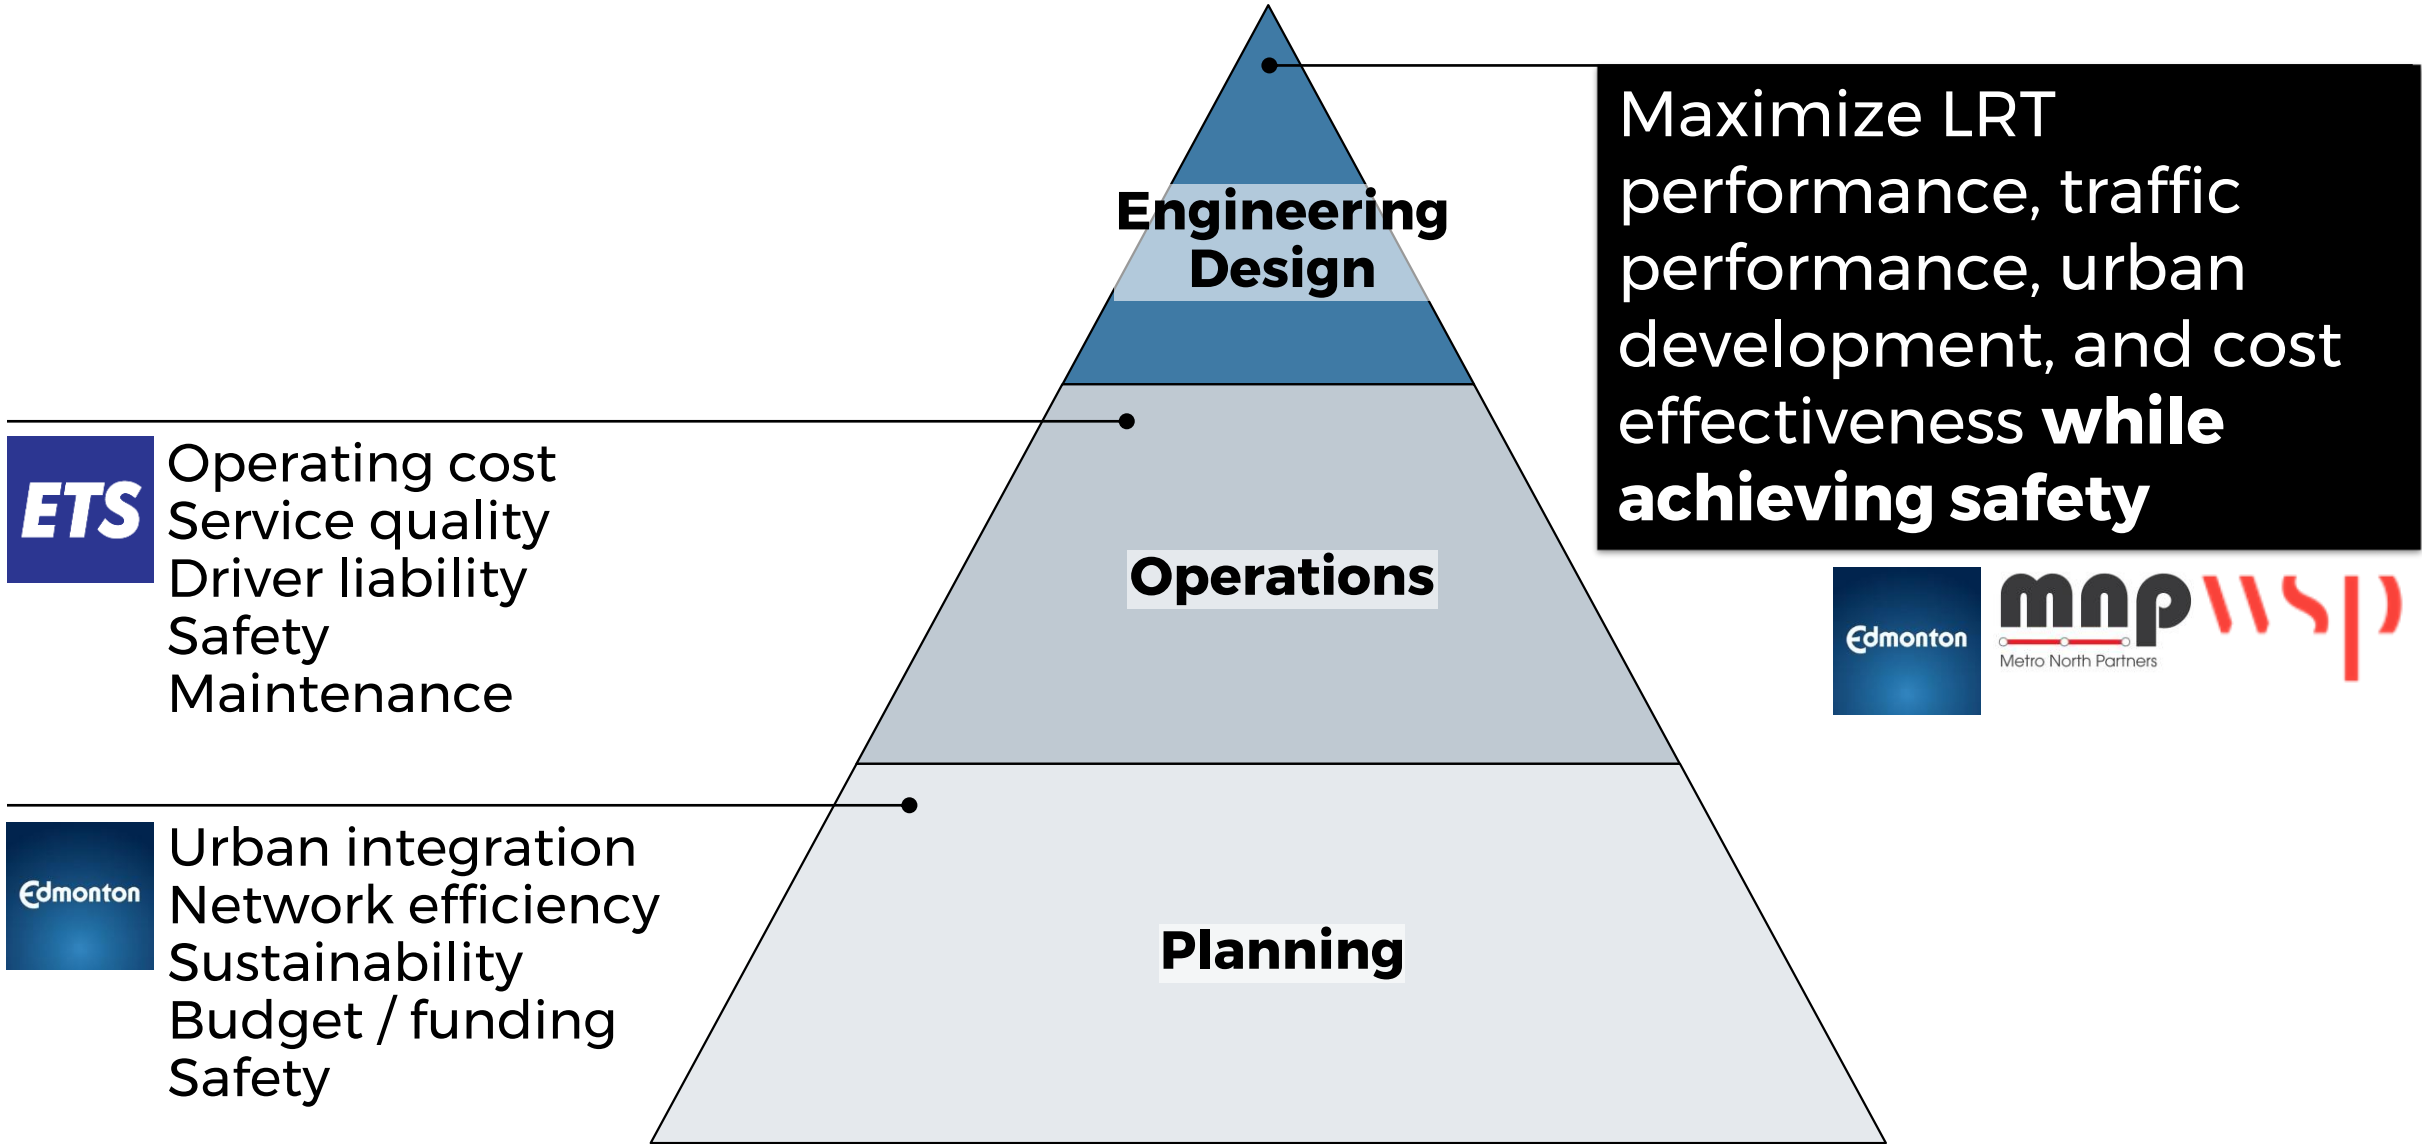 Engineering
Design
Maximize LRT
performance, traffic
performance, urban
development, and cost
effectiveness while
achieving safety
ETS
Operating cost
Service quality
Driver liability
Safety
Maintenance
Operations
Edmonton
mnp
Metro North Partners
wsp
Edmonton
Urban integration
Network efficiency
Sustainability
Budget / funding
Safety
Planning